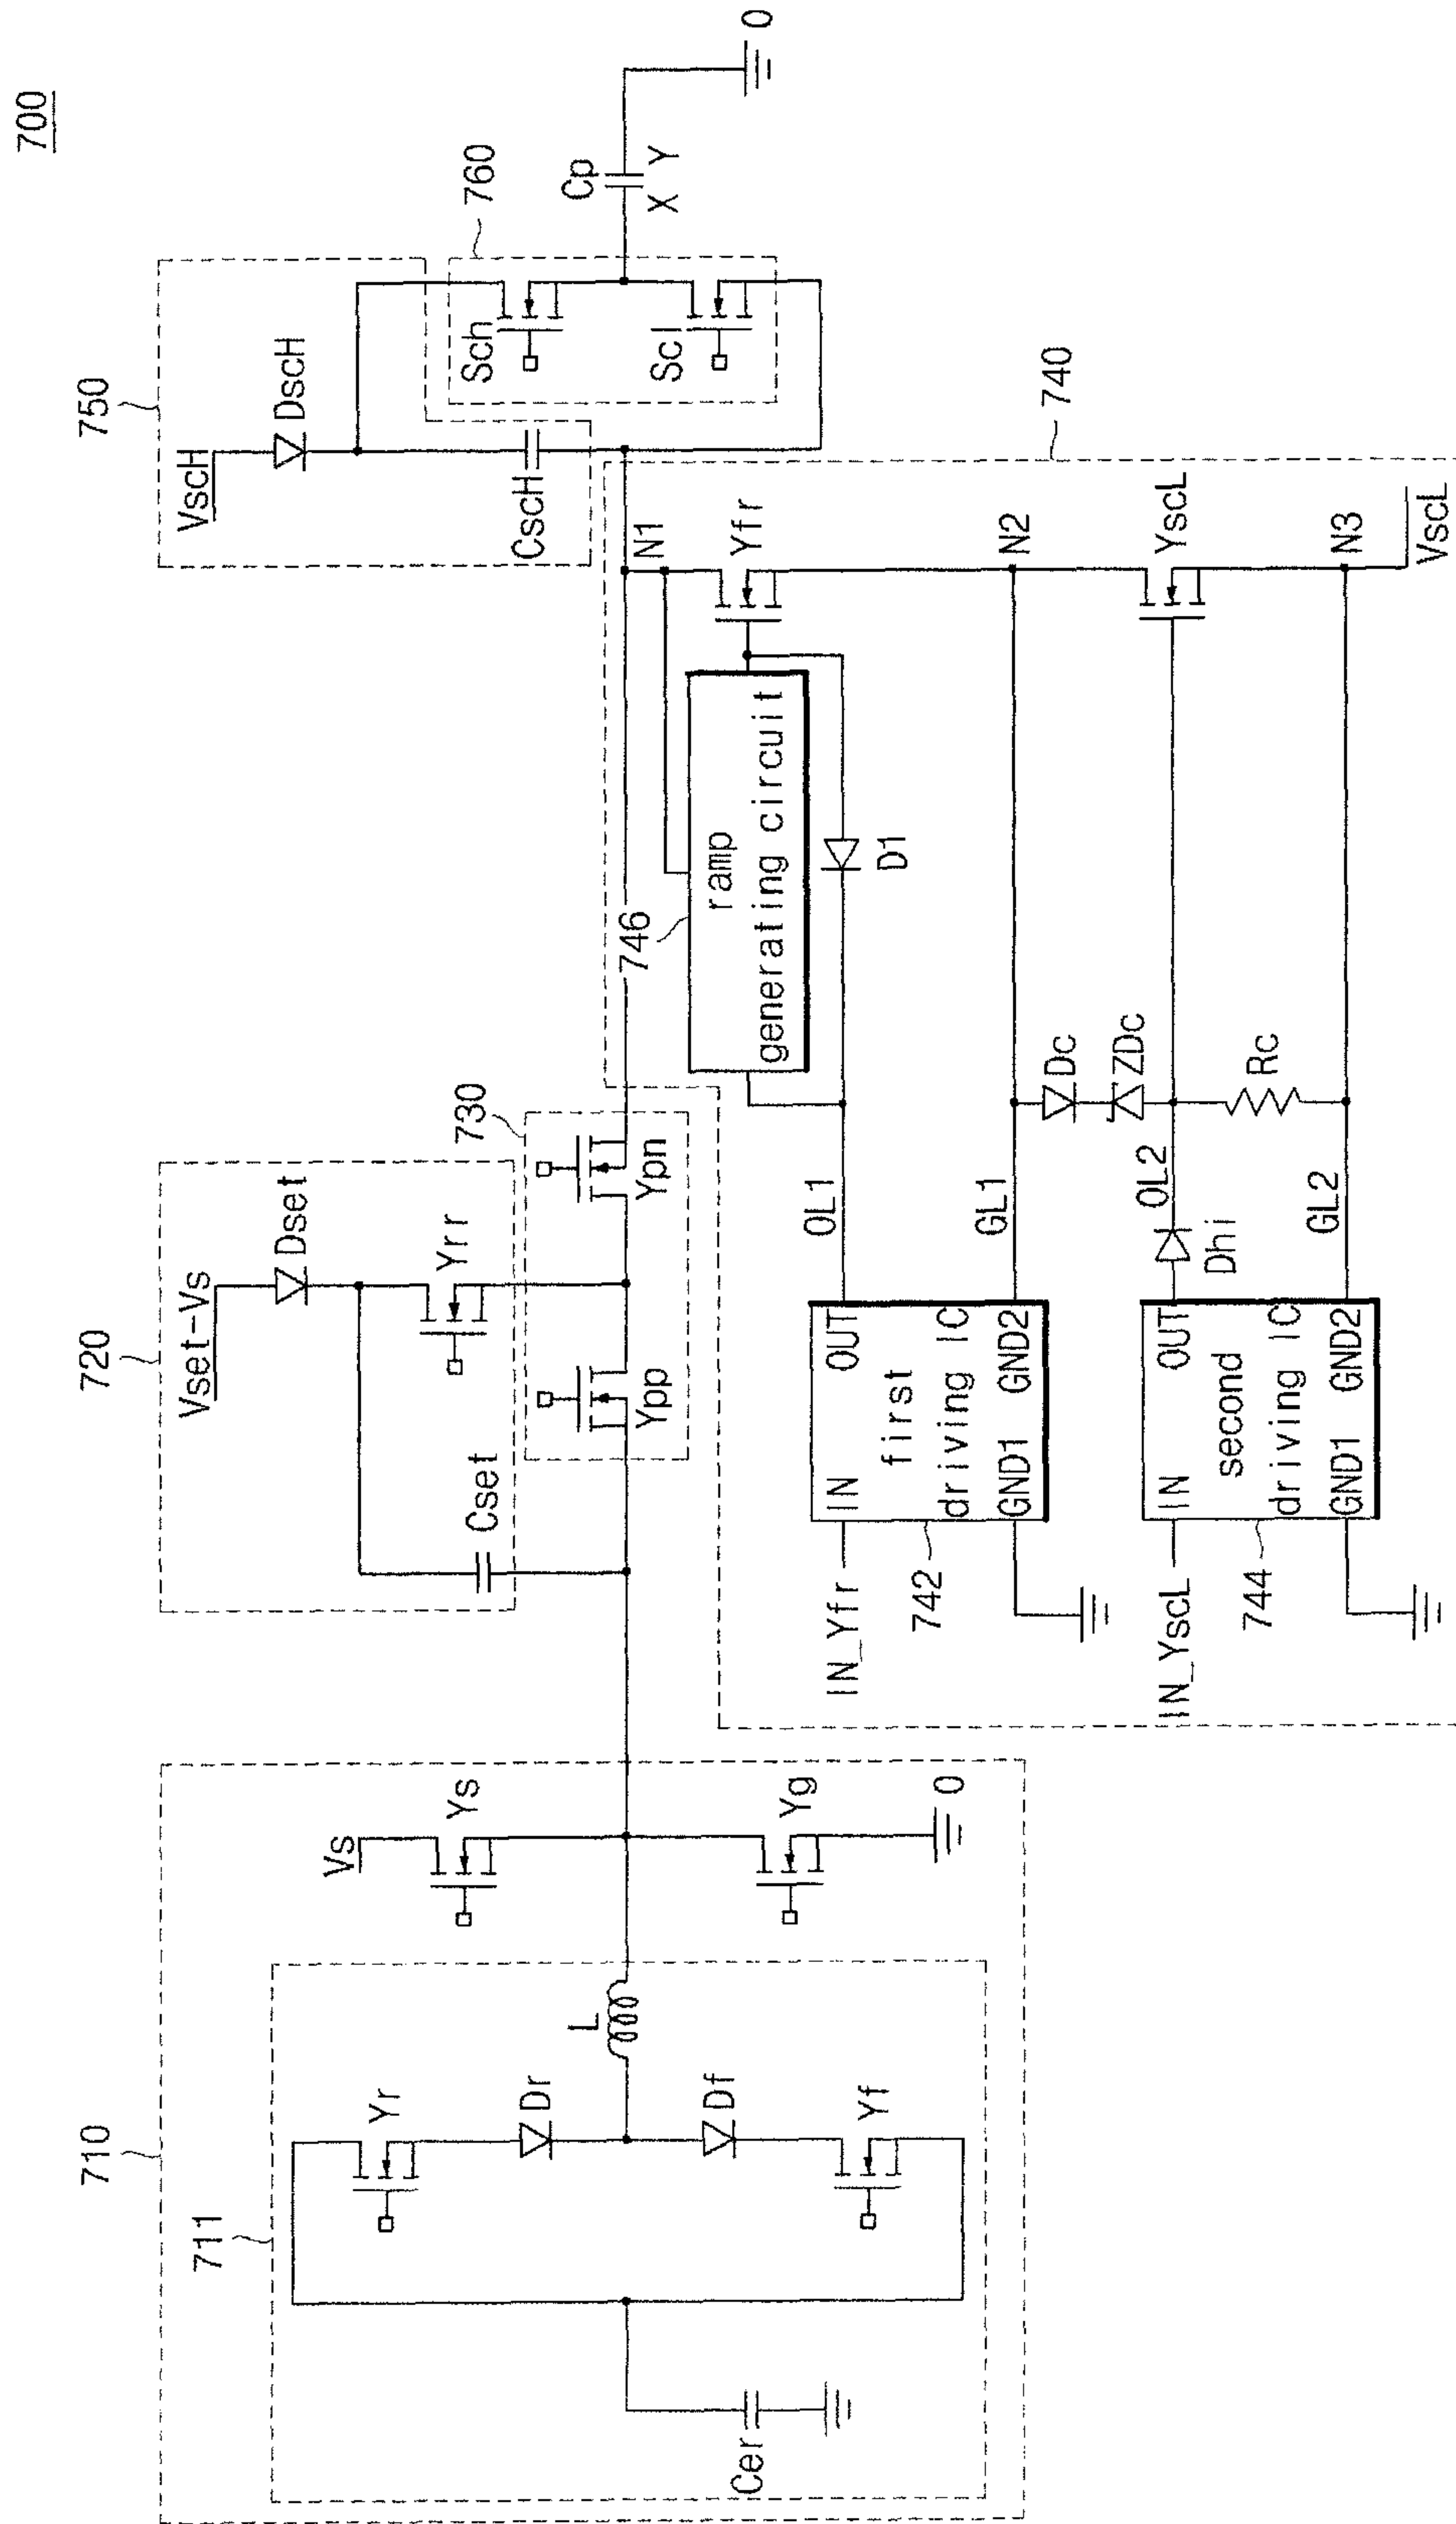 700
710
711
Yr
Dr
Df
Yf
L
Cer
Vs
Ys
Yg
0
720
Vset-Vs
Dset
Yrr
Cset
730
Ypp
Ypn
750
VscH
DscH
CscH
760
Sch
Scl
Cp
X Y
0
740
N1
746
ramp
generating circuit
Yfr
D1
N2
YscL
N3
VscL
OL1
GL1
Dc
ZDc
OL2
Dhi
Rc
GL2
IN_Yfr
IN OUT
first
driving IC
GND1 GND2
742
IN_YscL
IN OUT
second
driving IC
GND1 GND2
744